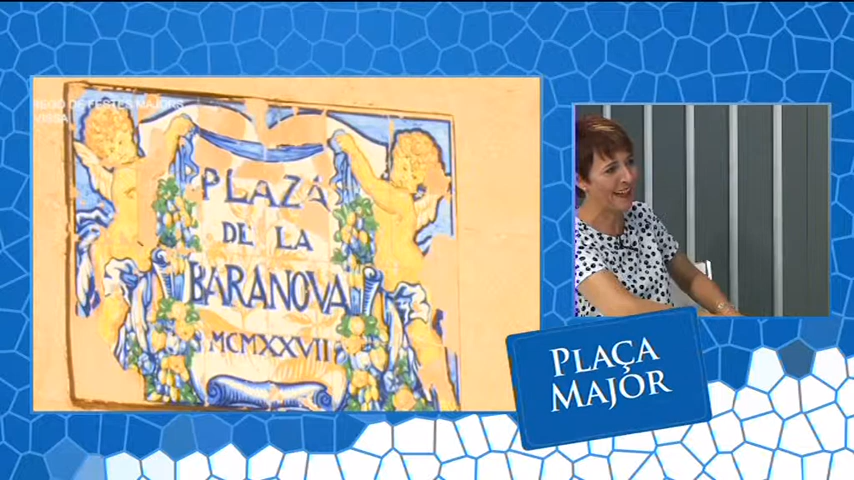 PLAZA
DE LA
BARANOVA
MCMXXVII
PLAÇA
MAJOR